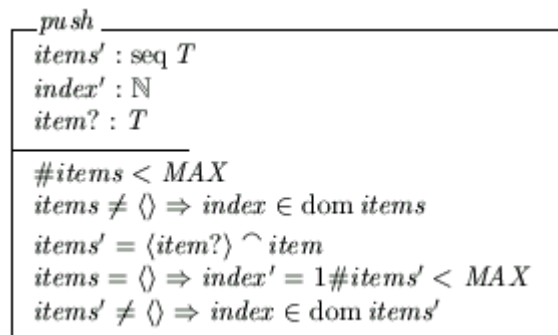 push
items′ : seq T
index′ : ℕ
item? : T
#items < MAX
items ≠ ⟨⟩ ⇒ index ∈ dom items
items′ = ⟨item?⟩ ⌢ item
items = ⟨⟩ ⇒ index′ = 1#items′ < MAX
items′ ≠ ⟨⟩ ⇒ index ∈ dom items′